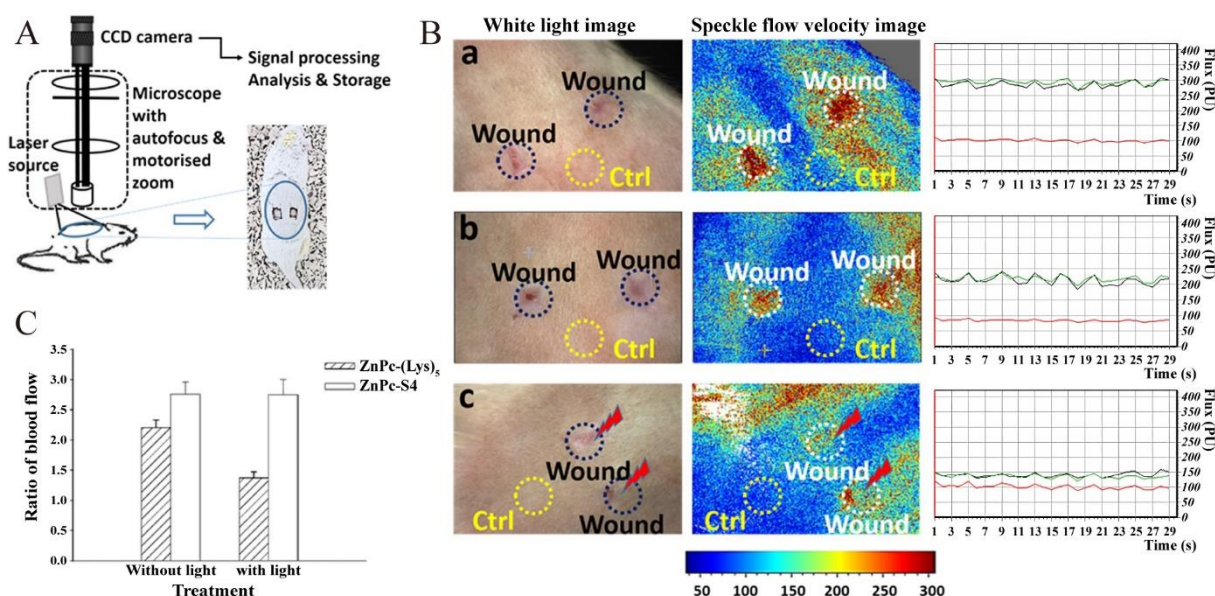 A
CCD camera
Signal processing
Analysis & Storage
Microscope
with
autofocus &
motorised
zoom
Laser
source
B
White light image
Speckle flow velocity image
a
Wound
Wound
Ctrl
Ctrl
Flux (PU)
400
350
300
250
200
150
100
50
0
1 3 5 7 9 11 13 15 17 19 21 23 25 27 29
Time (s)
b
Wound
Wound
Ctrl
Wound
Wound
Ctrl
Flux (PU)
400
350
300
250
200
150
100
50
0
1 3 5 7 9 11 13 15 17 19 21 23 25 27 29
Time (s)
c
Wound
Wound
Ctrl
Wound
Wound
Ctrl
Flux (PU)
400
350
300
250
200
150
100
50
0
1 3 5 7 9 11 13 15 17 19 21 23 25 27 29
Time (s)
50 100 150 200 250 300
C
Ratio of blood flow
3.5
3.0
2.5
2.0
1.5
1.0
0.5
0.0
ZnPc-(Lys)₅
ZnPc-S4
Without light
with light
Treatment
Wound
Wound